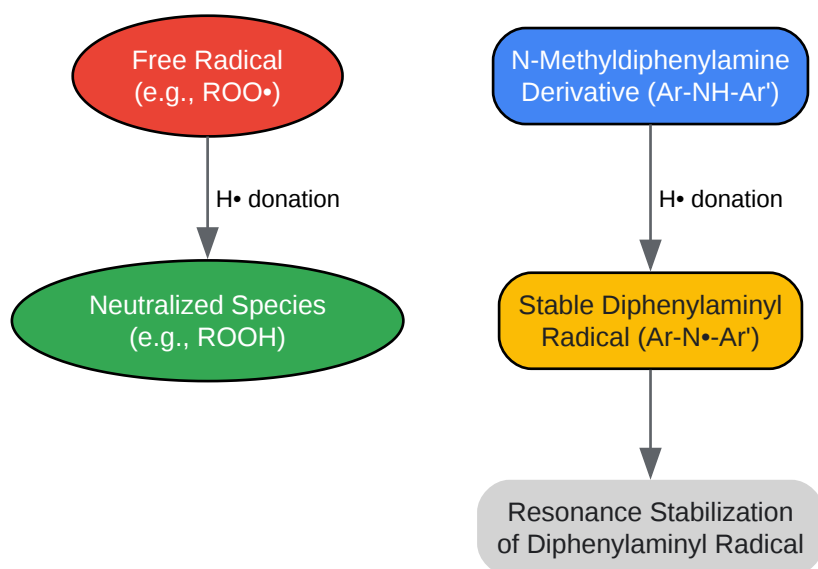 Free Radical
(e.g., ROO•)
H• donation
Neutralized Species
(e.g., ROOH)
N-Methyldiphenylamine
Derivative (Ar-NH-Ar')
H• donation
Stable Diphenylaminyl
Radical (Ar-N•-Ar')
Resonance Stabilization
of Diphenylaminyl Radical